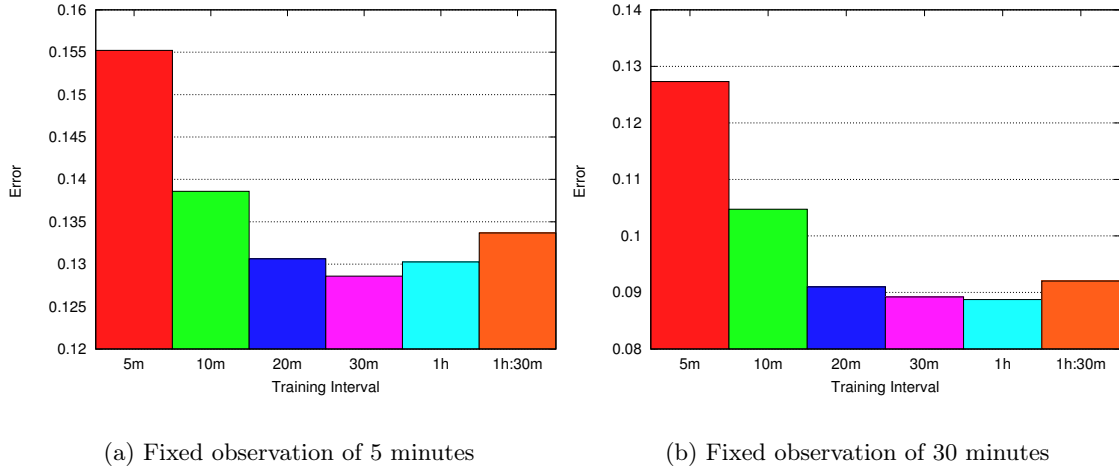 0.16
0.155
0.15
0.145
0.14
0.135
0.13
0.125
0.12
Error
5m 10m 20m 30m 1h 1h:30m
Training Interval
(a) Fixed observation of 5 minutes
0.14
0.13
0.12
0.11
0.1
0.09
0.08
Error
5m 10m 20m 30m 1h 1h:30m
Training Interval
(b) Fixed observation of 30 minutes